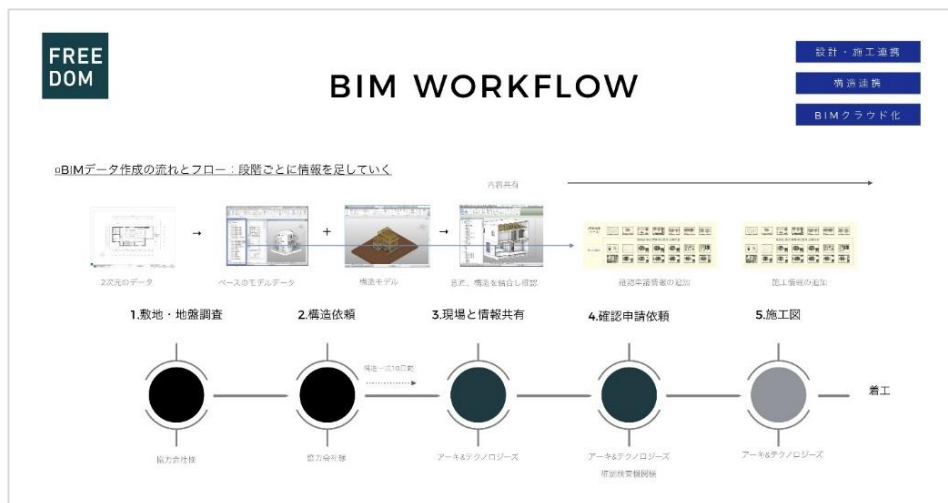 FREE
DOM
BIM WORKFLOW
設計・施工連携
構造連携
BIMクラウド化
¤BIMデータ作成の流れとフロー：段階ごとに情報を足していく
内容共有
→
+
→
2次元のデータ
ベースのモデルデータ
構造モデル
意匠、構造を統合し確認
確認申請情報の追加
施工情報の追加
1.敷地・地盤調査
2.構造依頼
3.現場と情報共有
4.確認申請依頼
5.施工図
着工
協力会社様
協力会社様
アーキ&テクノロジーズ
アーキ&テクノロジーズ
確認検査機関様
アーキ&テクノロジーズ